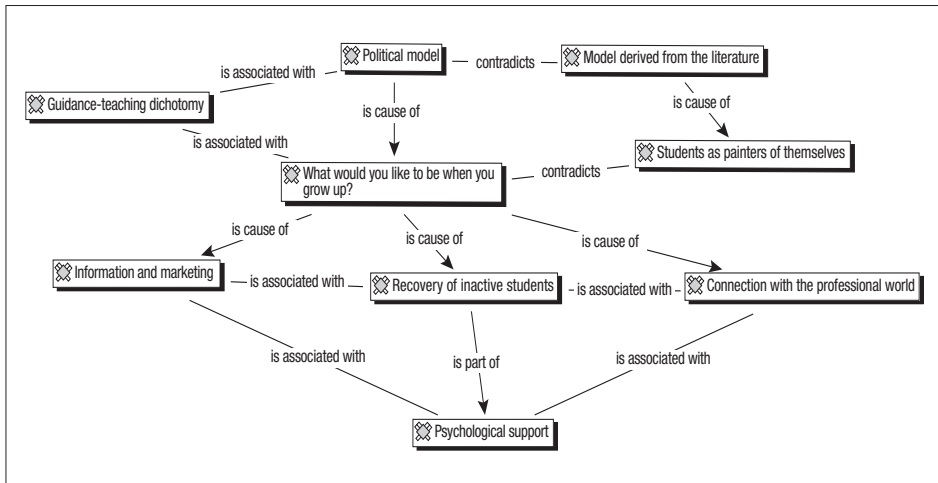 Political model
contradicts
Model derived from the literature
is associated with
Guidance-teaching dichotomy
is cause of
is cause of
is associated with
Students as painters of themselves
What would you like to be when you
grow up?
contradicts
is cause of
is cause of
is cause of
Information and marketing
is associated with
Recovery of inactive students
is associated with
Connection with the professional world
is associated with
is part of
is associated with
Psychological support